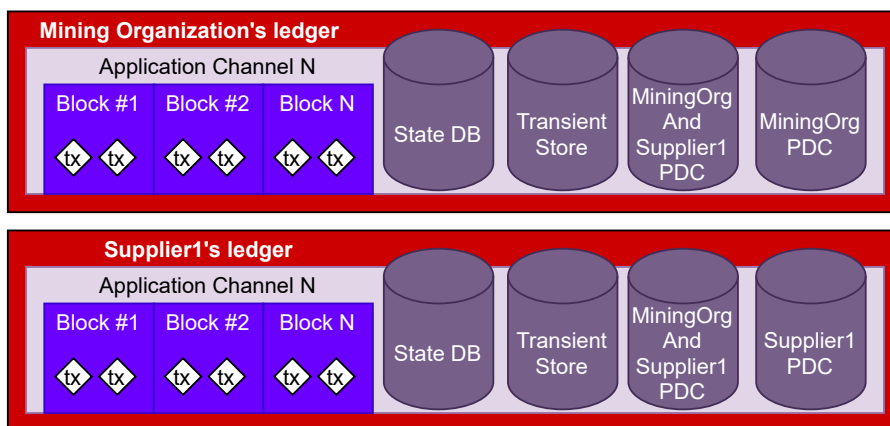 Mining Organization's ledger
Application Channel N
Block #1
Block #2
Block N
tx tx
tx tx
tx tx
State DB
Transient
Store
MiningOrg
And
Supplier1
PDC
MiningOrg
PDC
Supplier1's ledger
Application Channel N
Block #1
Block #2
Block N
tx tx
tx tx
tx tx
State DB
Transient
Store
MiningOrg
And
Supplier1
PDC
Supplier1
PDC